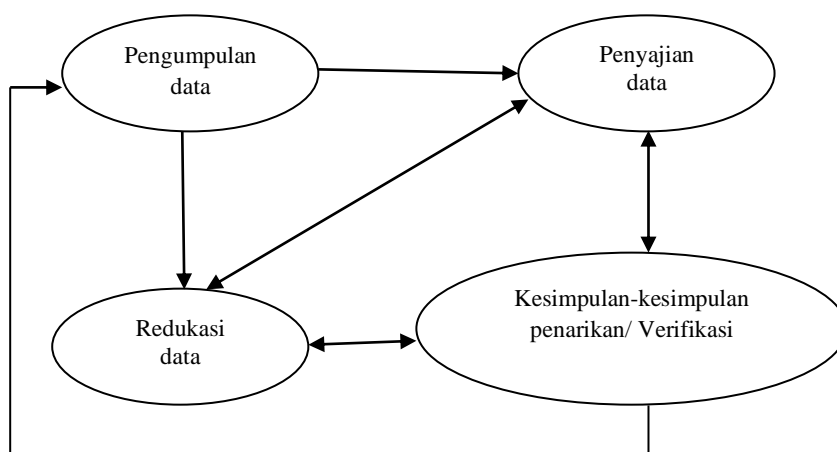 Pengumpulan
data
Penyajian
data
Redukasi
data
Kesimpulan-kesimpulan
penarikan/ Verifikasi